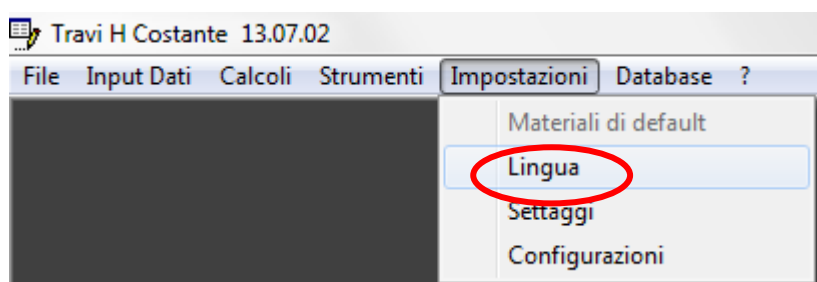 Travi H Costante 13.07.02
File Input Dati Calcoli Strumenti Impostazioni Database ?
Materiali di default
Lingua
Settaggi
Configurazioni